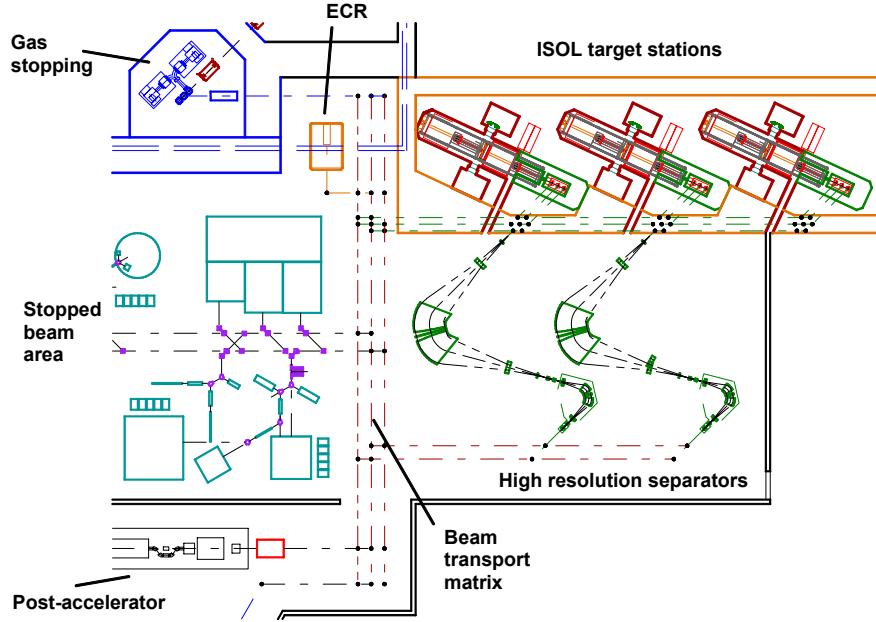 ECR
Gas
stopping
ISOL target stations
Stopped
beam
area
High resolution separators
Beam
transport
matrix
Post-accelerator